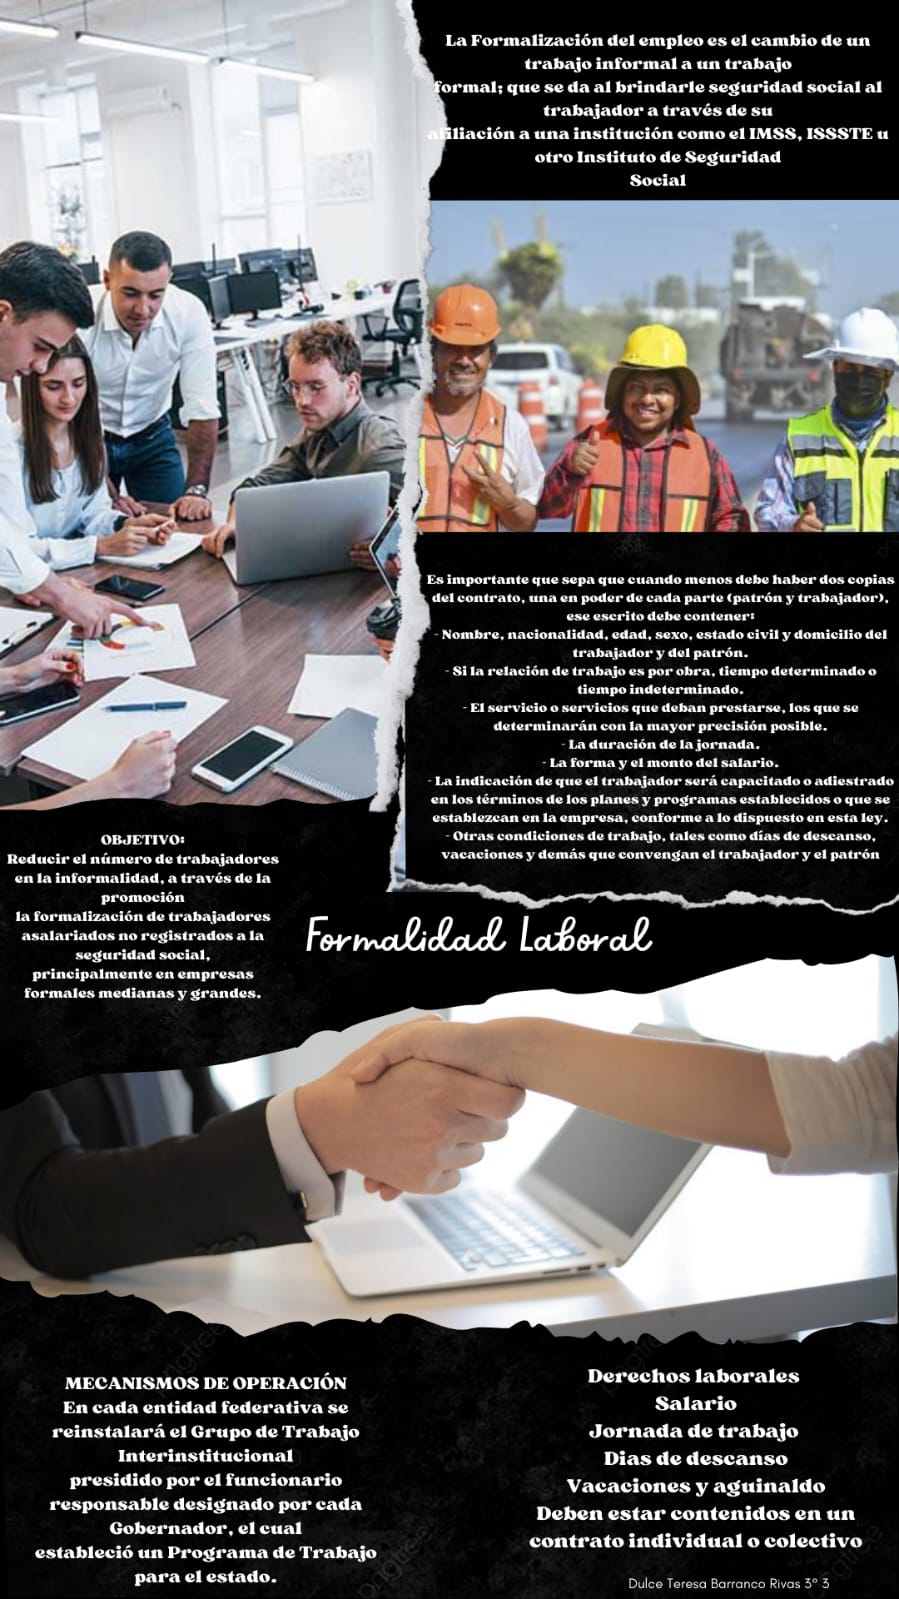 La Formalización del empleo es el cambio de un
trabajo informal a un trabajo
formal; que se da al brindarle seguridad social al
trabajador a través de su
afiliación a una institución como el IMSS, ISSSTE u
otro Instituto de Seguridad
Social
Es importante que sepa que cuando menos debe haber dos copias
del contrato, una en poder de cada parte (patrón y trabajador),
ese escrito debe contener:
- Nombre, nacionalidad, edad, sexo, estado civil y domicilio del
trabajador y del patrón.
- Si la relación de trabajo es por obra, tiempo determinado o
tiempo indeterminado.
- El servicio o servicios que deban prestarse, los que se
determinarán con la mayor precisión posible.
- La duración de la jornada.
- La forma y el monto del salario.
- La indicación de que el trabajador será capacitado o adiestrado
en los términos de los planes y programas establecidos o que se
establezcan en la empresa, conforme a lo dispuesto en esta ley.
- Otras condiciones de trabajo, tales como días de descanso,
vacaciones y demás que convengan el trabajador y el patrón
OBJETIVO:
Reducir el número de trabajadores
en la informalidad, a través de la
promoción
la formalización de trabajadores
asalariados no registrados a la
seguridad social,
principalmente en empresas
formales medianas y grandes.
Formalidad Laboral
MECANISMOS DE OPERACIÓN
En cada entidad federativa se
reinstalará el Grupo de Trabajo
Interinstitucional
presidido por el funcionario
responsable designado por cada
Gobernador, el cual
estableció un Programa de Trabajo
para el estado.
Derechos laborales
Salario
Jornada de trabajo
Dias de descanso
Vacaciones y aguinaldo
Deben estar contenidos en un
contrato individual o colectivo
Dulce Teresa Barranco Rivas 3° 3